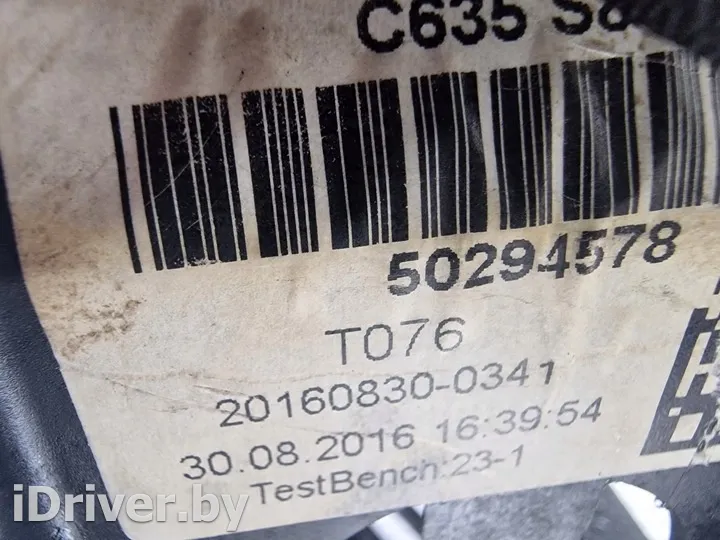 C635
50294578
T076
20160830-0341
30.08.2016 16:39:54
TestBench:23-1
iDriver.by